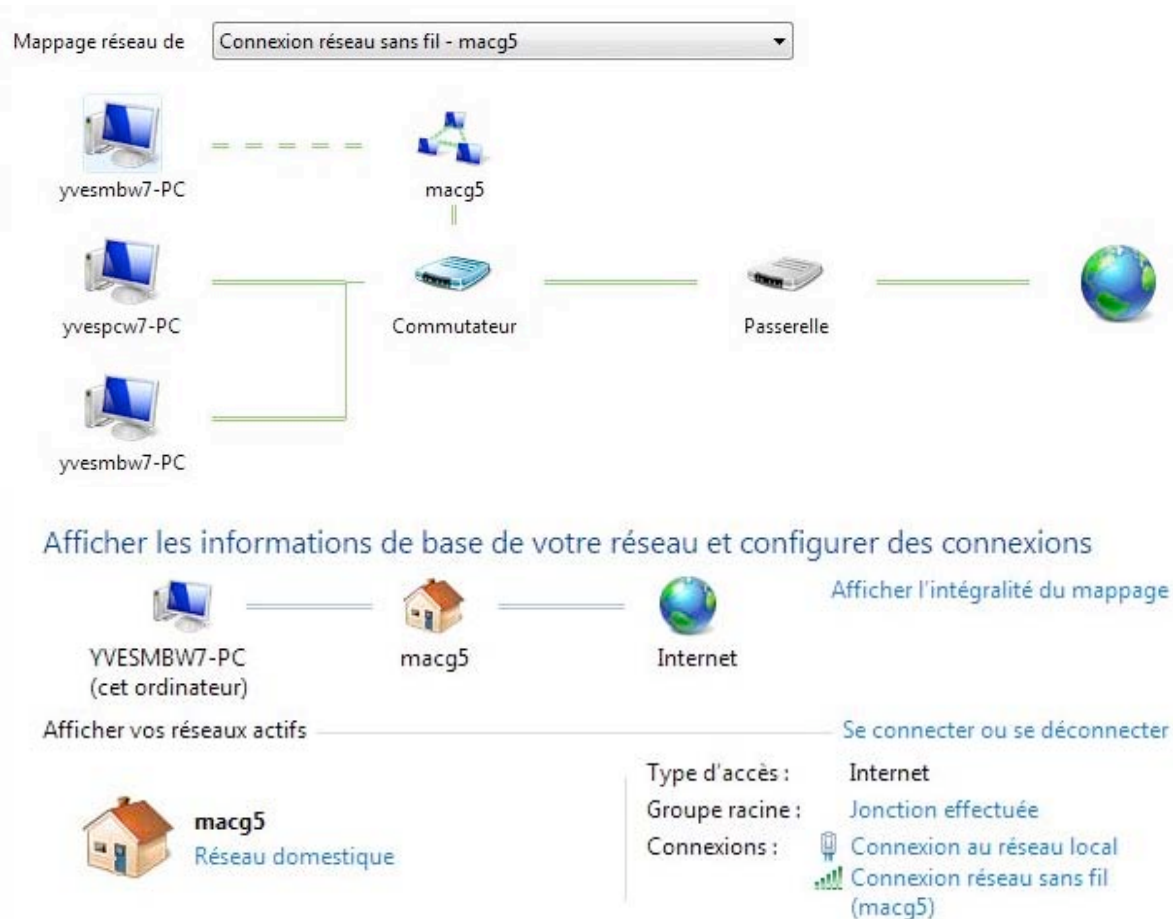 Mappage réseau de
Connexion réseau sans fil - macg5
yvesmbw7-PC
macg5
yvespcw7-PC
Commutateur
Passerelle
yvesmbw7-PC
Afficher les informations de base de votre réseau et configurer des connexions
Afficher l'intégralité du mappage
YVESMBW7-PC
(cet ordinateur)
macg5
Internet
Afficher vos réseaux actifs
Se connecter ou se déconnecter
macg5
Réseau domestique
Type d'accès :
Internet
Groupe racine :
Jonction effectuée
Connexions :
Connexion au réseau local
Connexion réseau sans fil
(macg5)